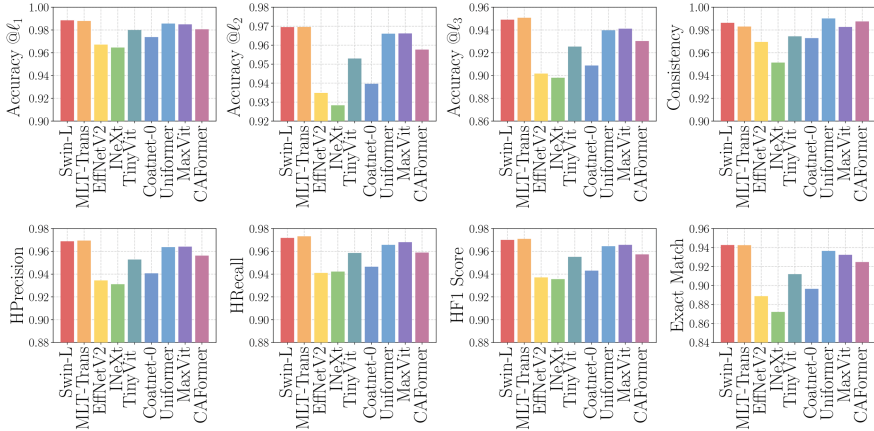 Accuracy @ℓ1
1.00
0.98
0.96
0.94
0.92
0.90
Swin-L
MLT-Trans
EffNetV2
INeXt
TinyVit
Coatnet-0
Uniformer
MaxVit
CAFormer
Accuracy @ℓ2
0.98
0.97
0.96
0.95
0.94
0.93
0.92
Swin-L
MLT-Trans
EffNetV2
INeXt
TinyVit
Coatnet-0
Uniformer
MaxVit
CAFormer
Accuracy @ℓ3
0.96
0.94
0.92
0.90
0.88
0.86
Swin-L
MLT-Trans
EffNetV2
INeXt
TinyVit
Coatnet-0
Uniformer
MaxVit
CAFormer
Consistency
1.00
0.98
0.96
0.94
0.92
0.90
Swin-L
MLT-Trans
EffNetV2
INeXt
TinyVit
Coatnet-0
Uniformer
MaxVit
CAFormer
HPrecision
0.98
0.96
0.94
0.92
0.90
0.88
Swin-L
MLT-Trans
EffNetV2
INeXt
TinyVit
Coatnet-0
Uniformer
MaxVit
CAFormer
HRecall
0.98
0.96
0.94
0.92
0.90
0.88
Swin-L
MLT-Trans
EffNetV2
INeXt
TinyVit
Coatnet-0
Uniformer
MaxVit
CAFormer
HF1 Score
0.98
0.96
0.94
0.92
0.90
0.88
Swin-L
MLT-Trans
EffNetV2
INeXt
TinyVit
Coatnet-0
Uniformer
MaxVit
CAFormer
Exact Match
0.96
0.94
0.92
0.90
0.88
0.86
0.84
Swin-L
MLT-Trans
EffNetV2
INeXt
TinyVit
Coatnet-0
Uniformer
MaxVit
CAFormer